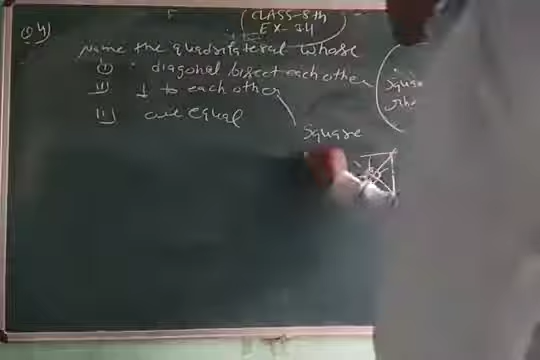 CLASS-8th
Q4)
EX-3.4
Name the quadrilateral whose
(i) diagonal bisect each other
(ii) ⊥ to each other
(iii) are equal
Square